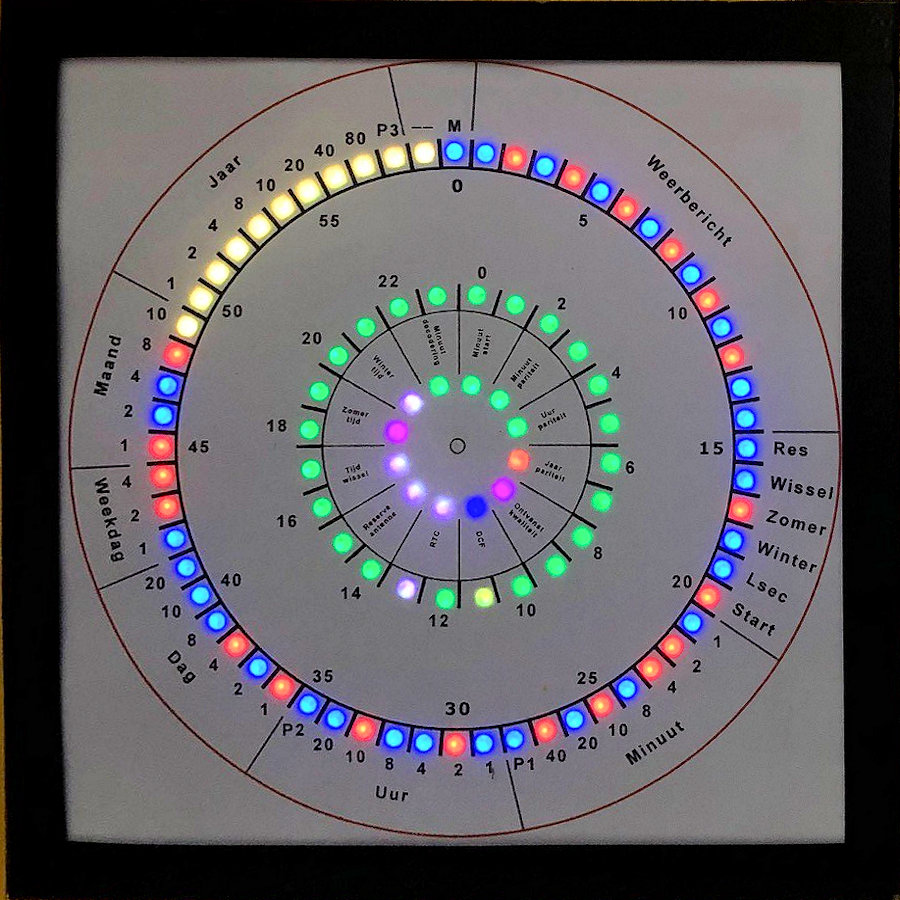 M
Weerbericht
Res
Wissel
Zomer
Winter
Lsec
Start
1
2
4
8
10
20
40
P1
Minuut
1
2
4
8
10
20
P2
Uur
1
2
4
8
10
20
Dag
1
2
4
Weekdag
1
2
4
8
10
Maand
1
2
4
8
10
20
40
80
P3
Jaar
--
0
5
10
15
20
25
30
35
40
45
50
55
0
2
4
6
8
10
12
14
16
18
20
22
Minuut
start
Minuut
pariteit
Uur
pariteit
Jaar
pariteit
Ontvangst
kwaliteit
DCF
RTC
Reserve
antenne
Tijd
wissel
Zomer
tijd
Winter
tijd
Minuut
decodering